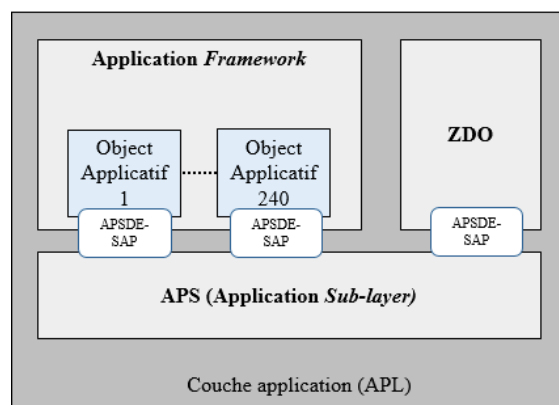 Application Framework
ZDO
Object
Applicatif
1
Object
Applicatif
240
APSDE-
SAP
APSDE-
SAP
APSDE-
SAP
APS (Application Sub-layer)
Couche application (APL)